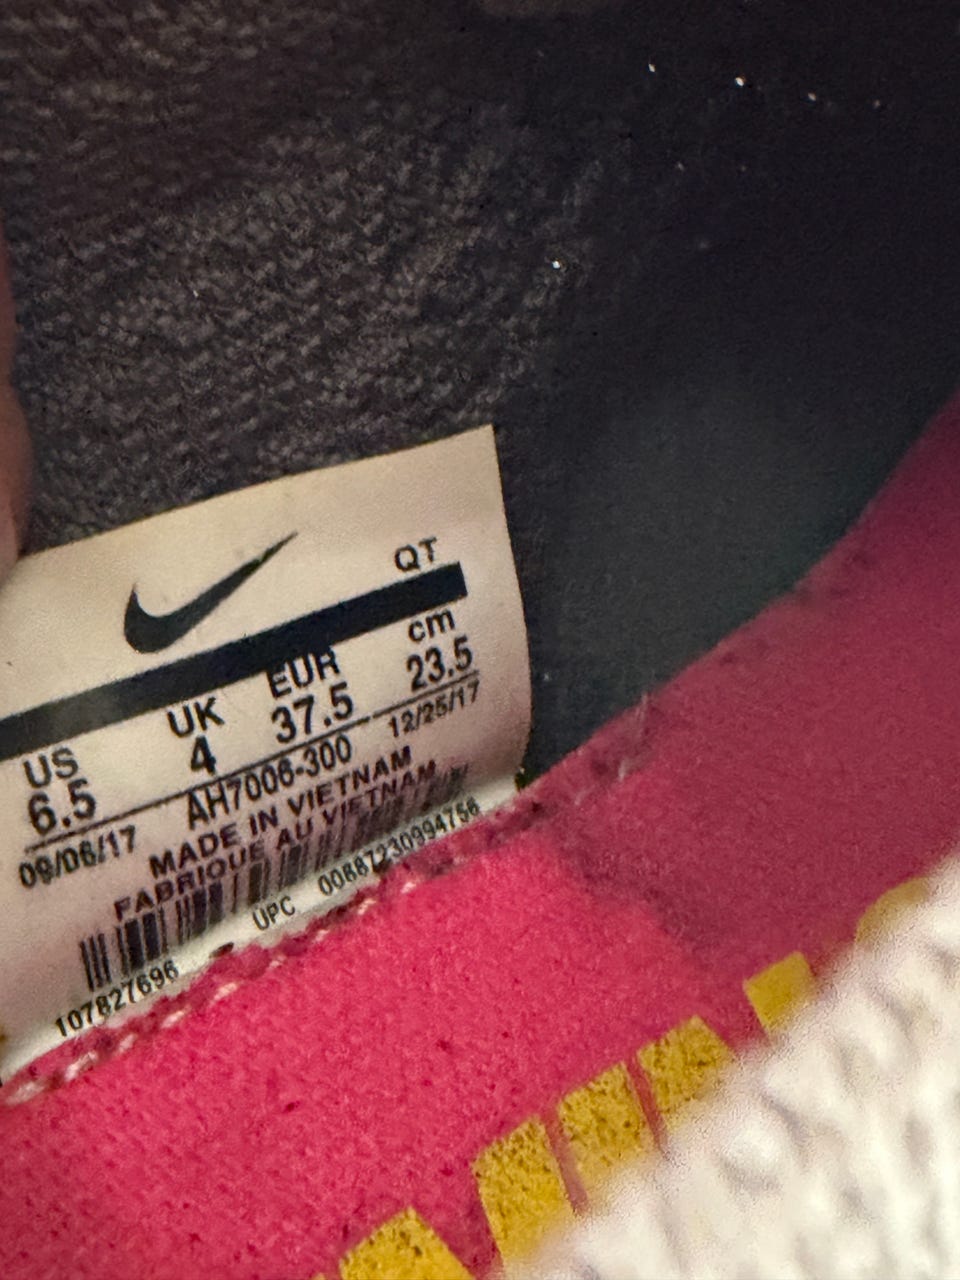 QT
US UK EUR cm
6.5 4 37.5 23.5
09/06/17 AH7006-300 12/25/17
MADE IN VIETNAM
FABRIQUE AU VIETNAM
107827696 UPC 00887230994756